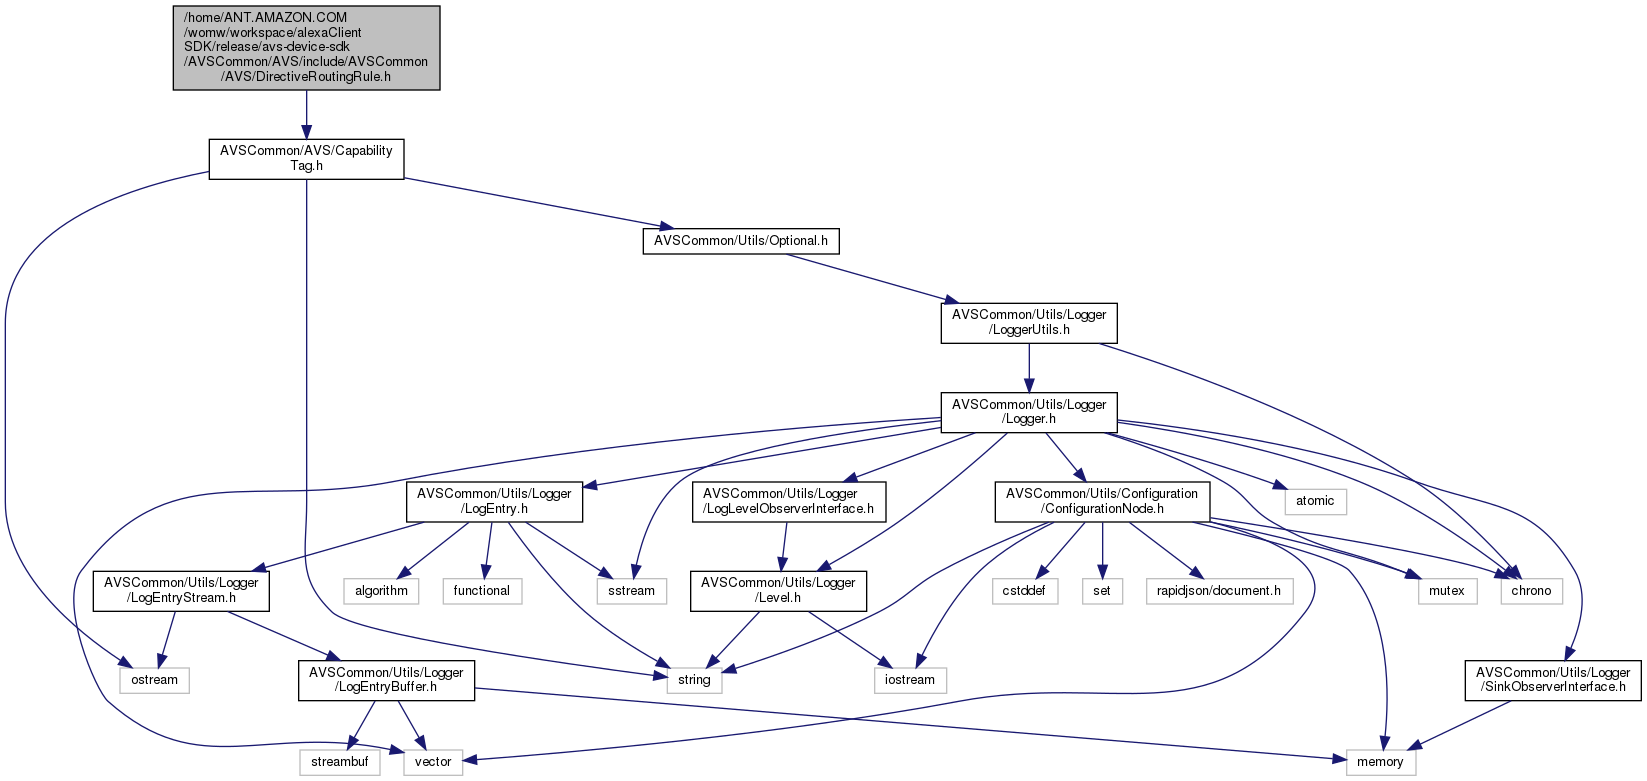 /home/ANT.AMAZON.COM
/womw/workspace/alexaClient
SDK/release/avs-device-sdk
/AVSCommon/AVS/include/AVSCommon
/AVS/DirectiveRoutingRule.h
AVSCommon/AVS/Capability
Tag.h
AVSCommon/Utils/Optional.h
AVSCommon/Utils/Logger
/LoggerUtils.h
AVSCommon/Utils/Logger
/Logger.h
AVSCommon/Utils/Logger
/LogEntry.h
AVSCommon/Utils/Logger
/LogLevelObserverInterface.h
AVSCommon/Utils/Configuration
/ConfigurationNode.h
atomic
AVSCommon/Utils/Logger
/LogEntryStream.h
algorithm
functional
sstream
AVSCommon/Utils/Logger
/Level.h
cstddef
set
rapidjson/document.h
mutex
chrono
ostream
AVSCommon/Utils/Logger
/LogEntryBuffer.h
string
iostream
AVSCommon/Utils/Logger
/SinkObserverInterface.h
streambuf
vector
memory